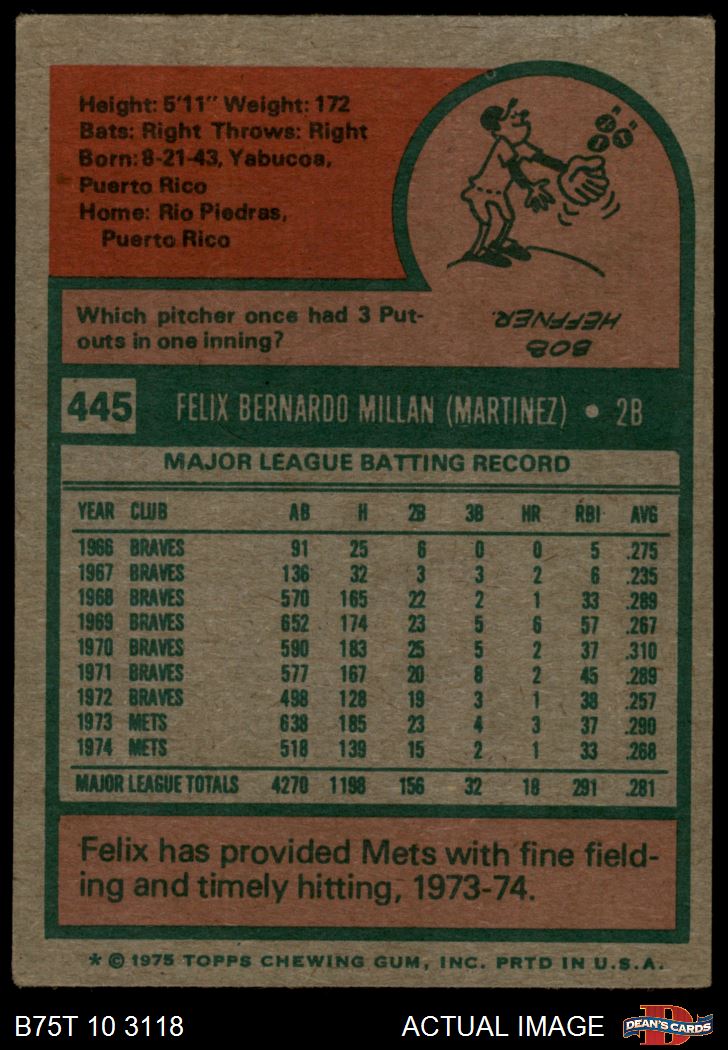 Height: 5'11" Weight: 172
Bats: Right Throws: Right
Born: 8-21-43, Yabucoa,
Puerto Rico
Home: Rio Piedras,
Puerto Rico
Which pitcher once had 3 Put-
outs in one inning?
BOB
HEFFNER.
445 FELIX BERNARDO MILLAN (MARTINEZ) • 2B
MAJOR LEAGUE BATTING RECORD
YEAR CLUB AB H 2B 3B HR RBI AVG
1966 BRAVES 91 25 6 0 0 5 .275
1967 BRAVES 136 32 3 3 2 6 .235
1968 BRAVES 570 165 22 2 1 33 .289
1969 BRAVES 652 174 23 5 6 57 .267
1970 BRAVES 590 183 25 5 2 37 .310
1971 BRAVES 577 167 20 8 2 45 .289
1972 BRAVES 498 128 19 3 1 38 .257
1973 METS 638 185 23 4 3 37 .290
1974 METS 518 139 15 2 1 33 .268
MAJOR LEAGUE TOTALS 4270 1198 156 32 18 291 .281
Felix has provided Mets with fine field-
ing and timely hitting, 1973-74.
* © 1975 TOPPS CHEWING GUM, INC. PRTD IN U.S.A.
B75T 10 3118 ACTUAL IMAGE D DEAN'S CARDS